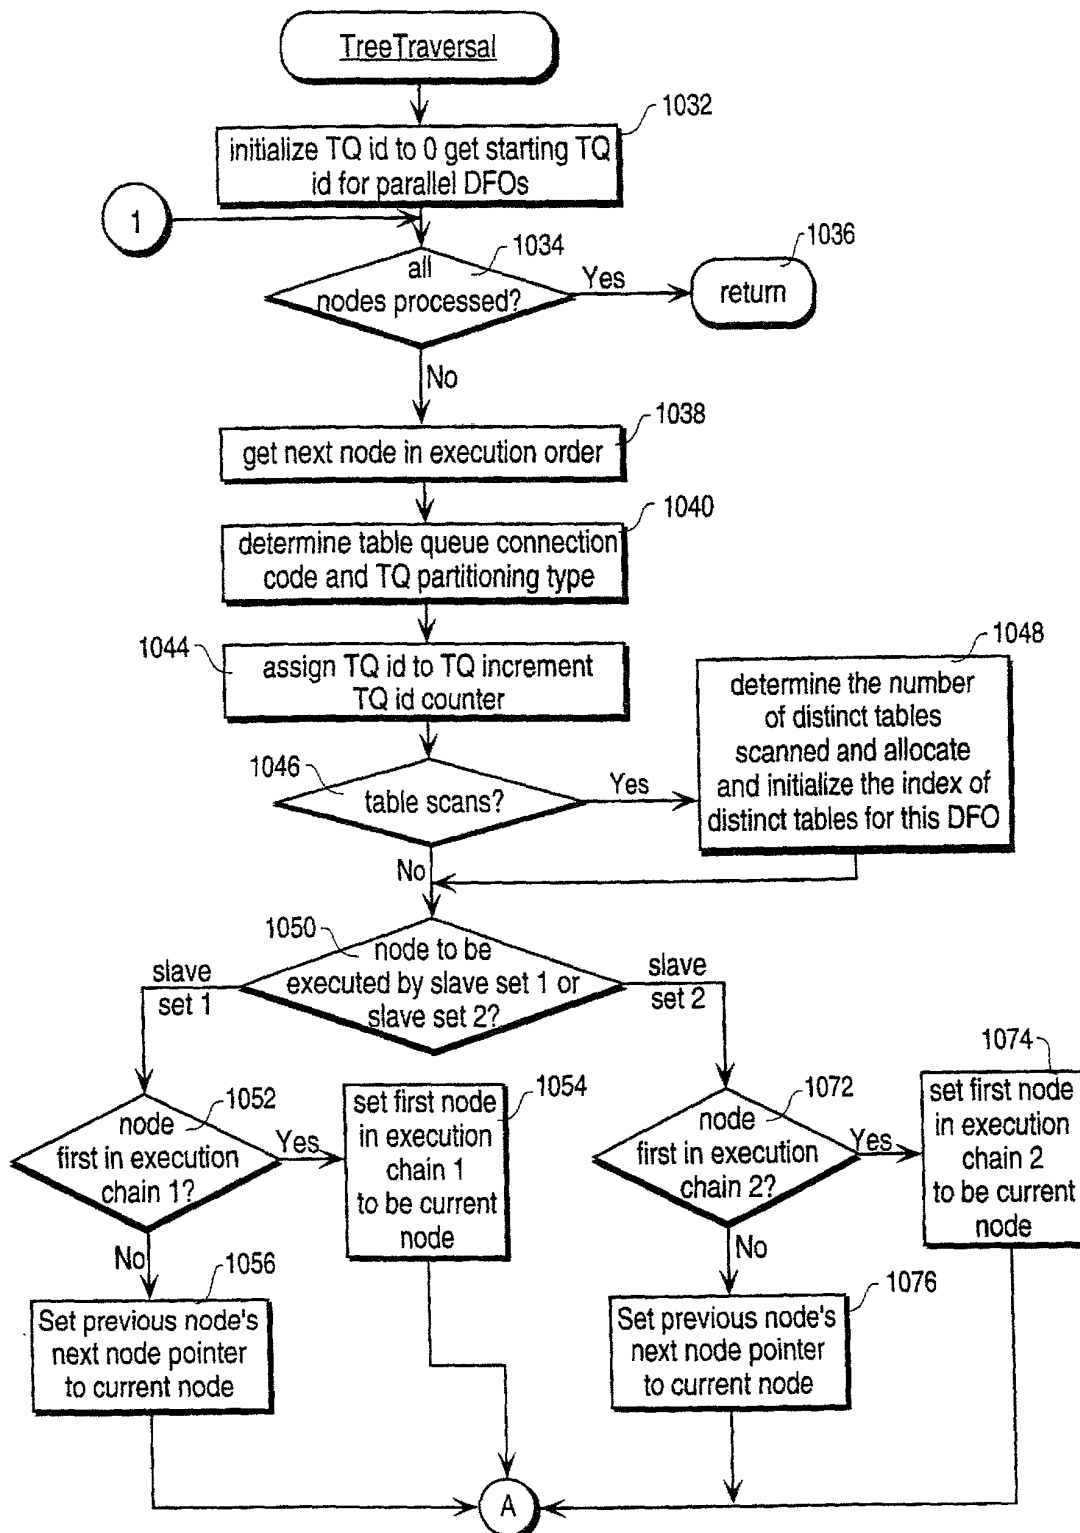 TreeTraversal
1032
initialize TQ id to 0 get starting TQ
id for parallel DFOs
1
1034
all
nodes processed?
Yes
1036
return
No
1038
get next node in execution order
1040
determine table queue connection
code and TQ partitioning type
1044
assign TQ id to TQ increment
TQ id counter
1048
determine the number
of distinct tables
scanned and allocate
and initialize the index of
distinct tables for this DFO
1046
table scans?
Yes
No
1050
node to be
executed by slave set 1 or
slave set 2?
slave
set 1
slave
set 2
1052
node
first in execution
chain 1?
Yes
1054
set first node
in execution
chain 1
to be current
node
1072
node
first in execution
chain 2?
Yes
1074
set first node
in execution
chain 2
to be current
node
No
1056
Set previous node's
next node pointer
to current node
No
1076
Set previous node's
next node pointer
to current node
A